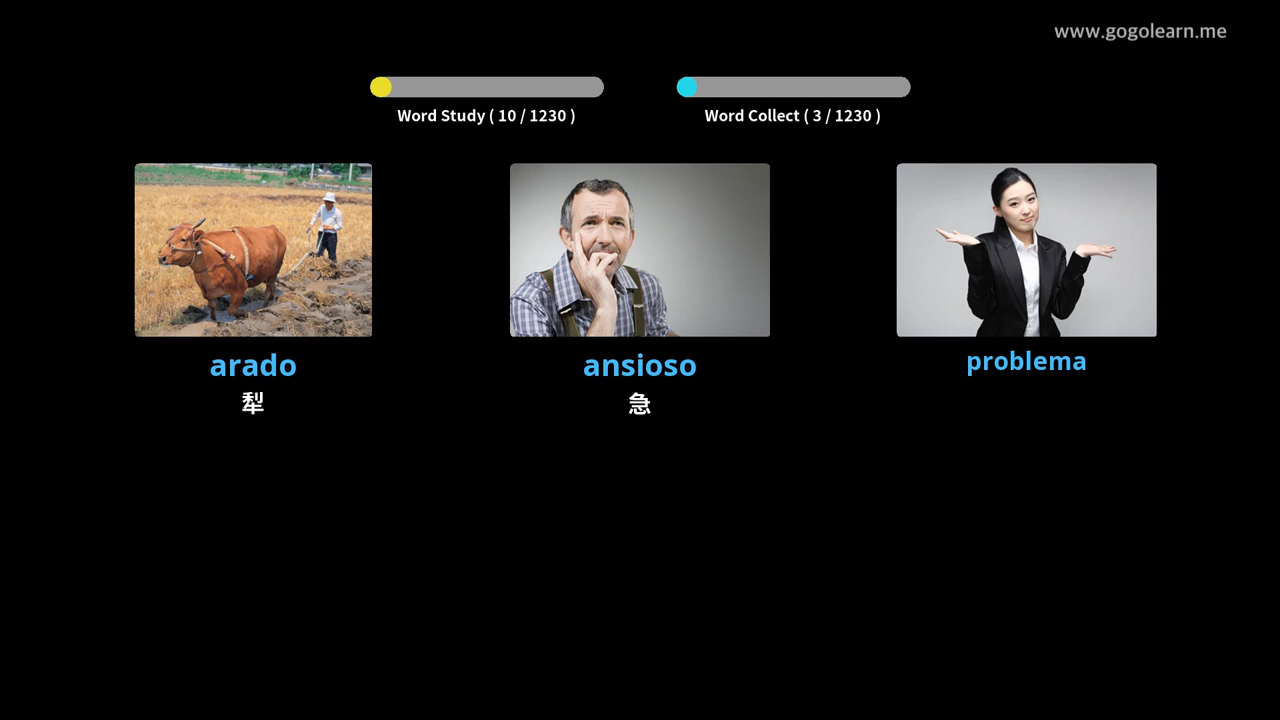 www.gogolearn.me
Word Study ( 10 / 1230 )
Word Collect ( 3 / 1230 )
arado
犁
ansioso
急
problema